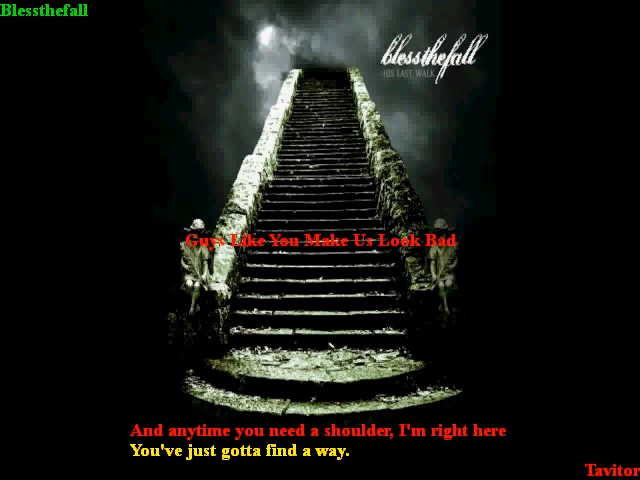 Blessthefall
blessthefall
HIS LAST WALK
Guys Like You Make Us Look Bad
And anytime you need a shoulder, I'm right here
You've just gotta find a way.
Tavitor